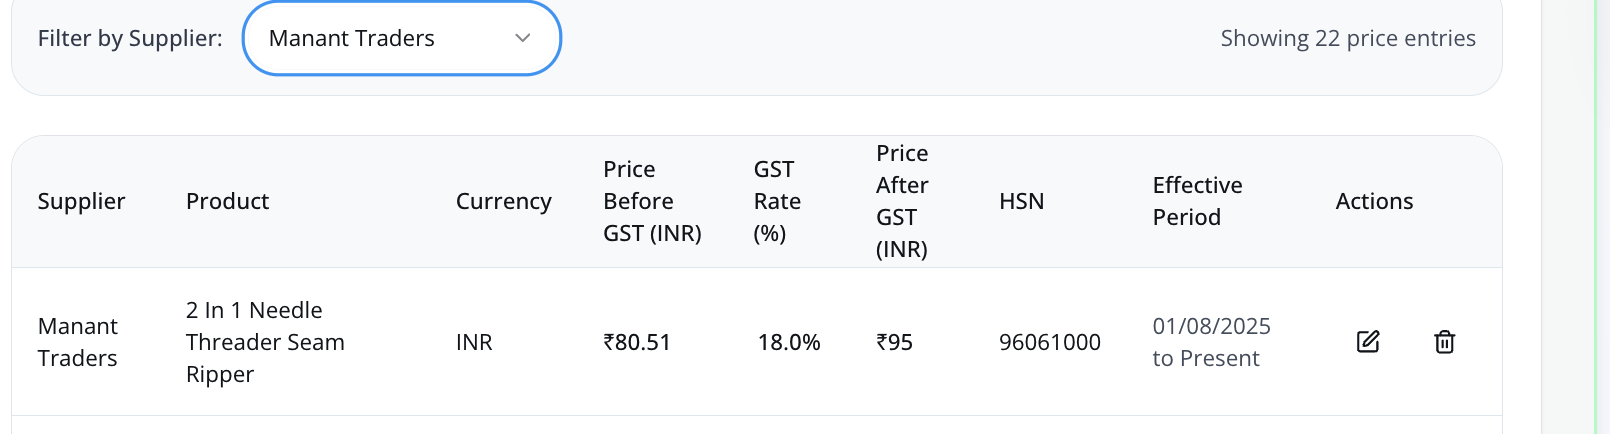 Filter by Supplier: Manant Traders Showing 22 price entries
Supplier Product Currency Price Before GST (INR) GST Rate (%) Price After GST (INR) HSN Effective Period Actions
Manant Traders 2 In 1 Needle Threader Seam Ripper INR ₹80.51 18.0% ₹95 96061000 01/08/2025 to Present